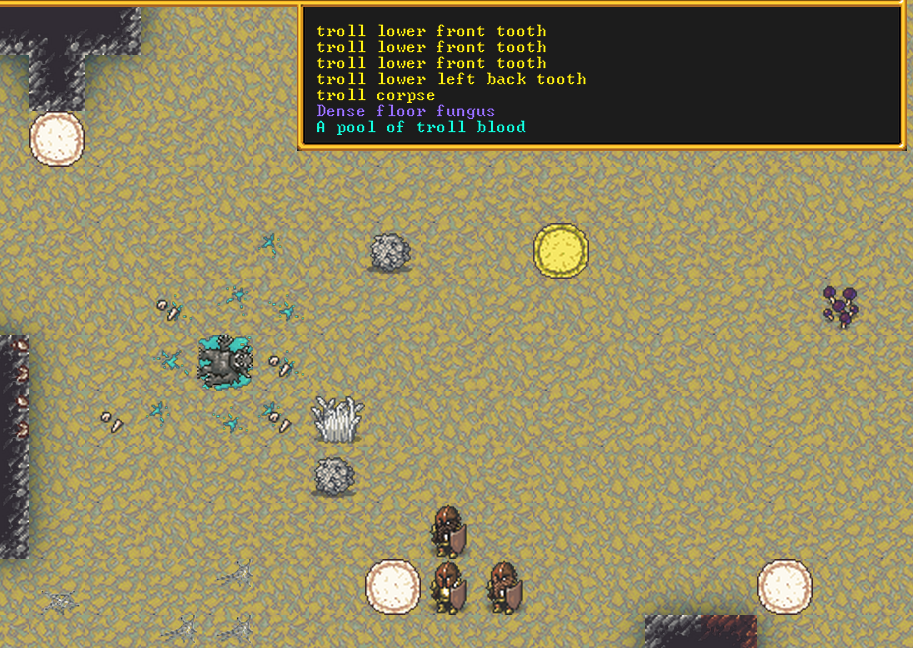 troll lower front tooth
troll lower front tooth
troll lower front tooth
troll lower left back tooth
troll corpse
Dense floor fungus
A pool of troll blood